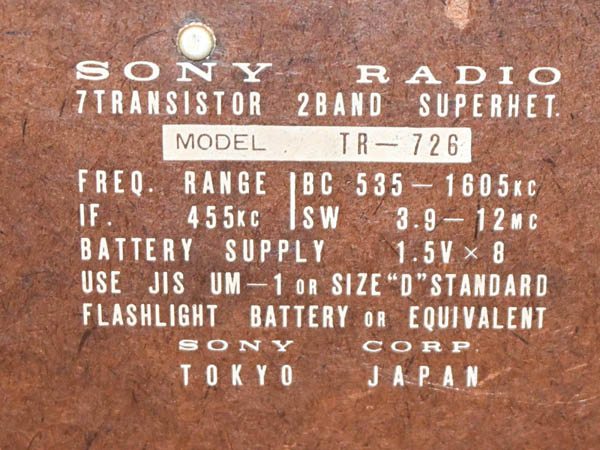 SONY RADIO
7TRANSISTOR 2BAND SUPERHET.
MODEL TR-726
FREQ. RANGE | BC 535-1605KC
IF. 455KC | SW 3.9-12MC
BATTERY SUPPLY 1.5V×8
USE JIS UM-1 OR SIZE "D" STANDARD
FLASHLIGHT BATTERY OR EQUIVALENT
SONY CORP.
TOKYO JAPAN